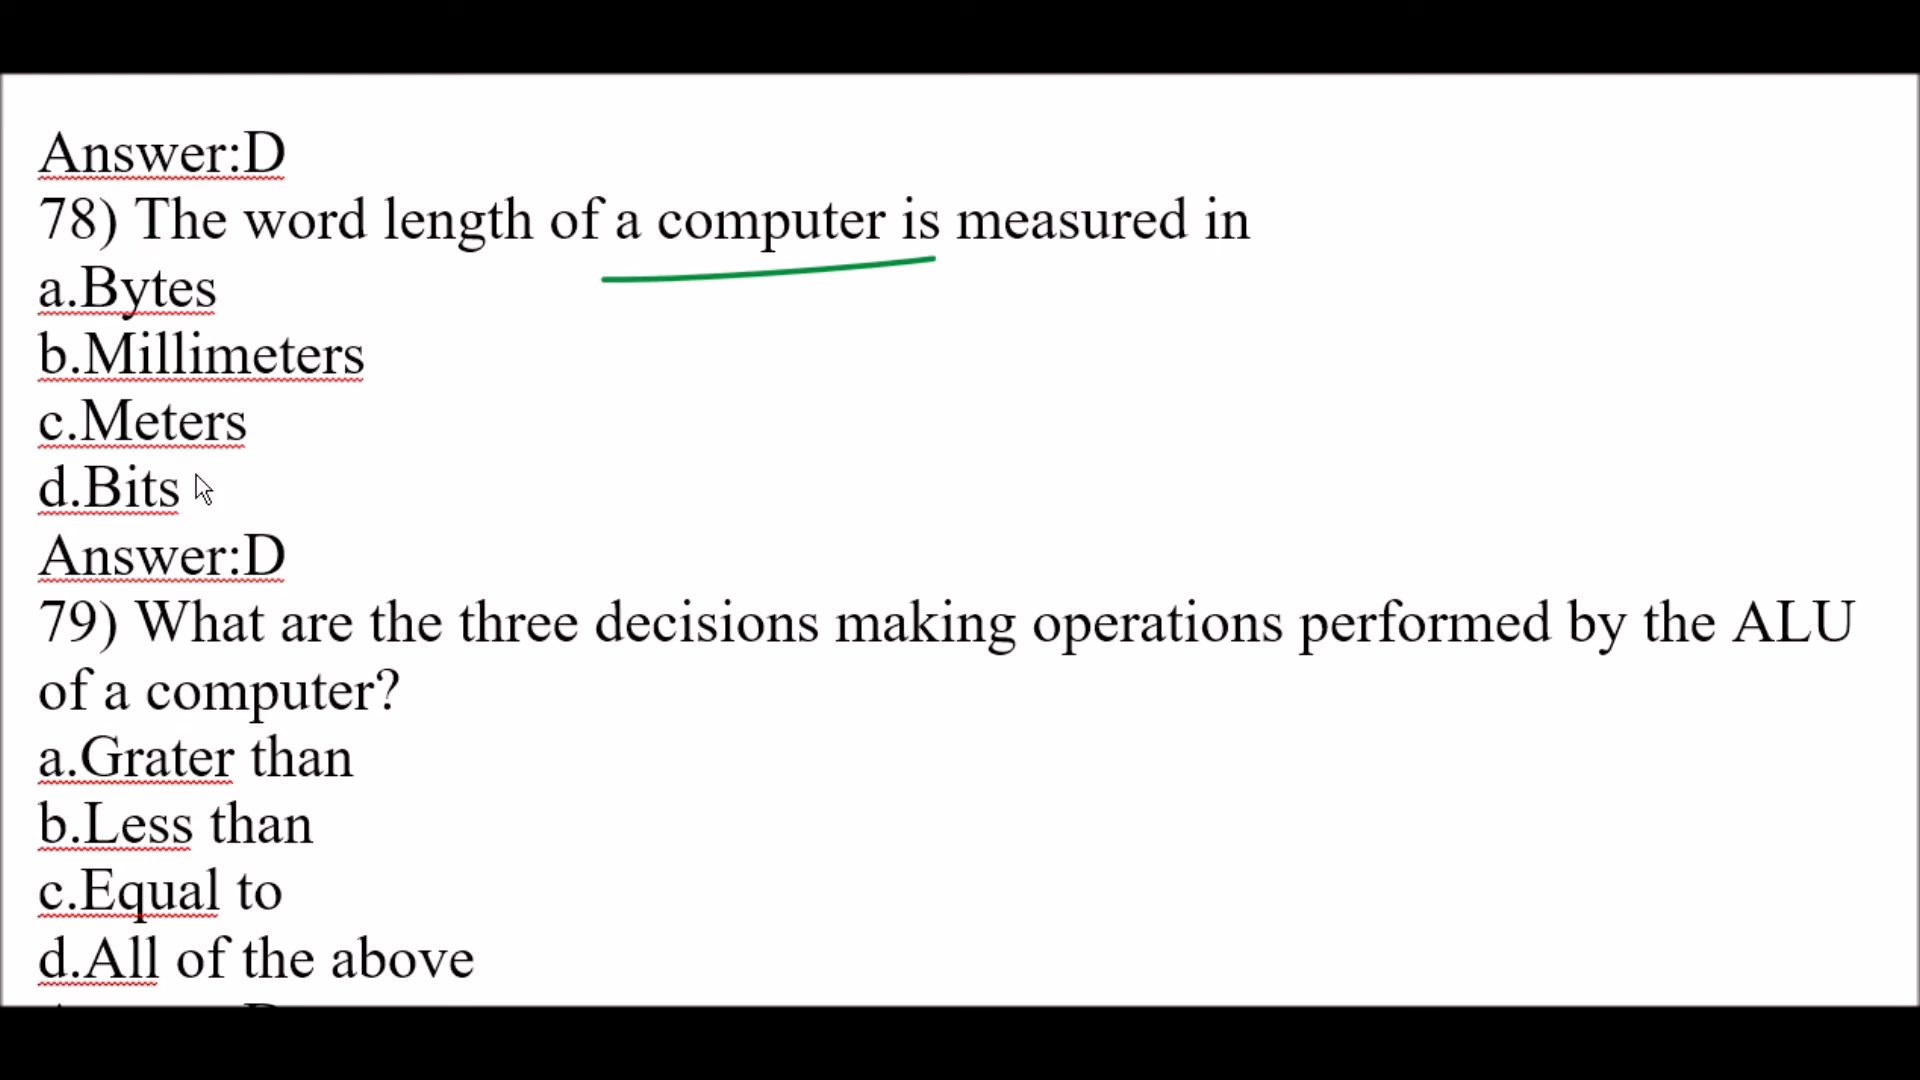 Answer:D
78) The word length of a computer is measured in
a.Bytes
b.Millimeters
c.Meters
d.Bits
Answer:D
79) What are the three decisions making operations performed by the ALU
of a computer?
a.Grater than
b.Less than
c.Equal to
d.All of the above